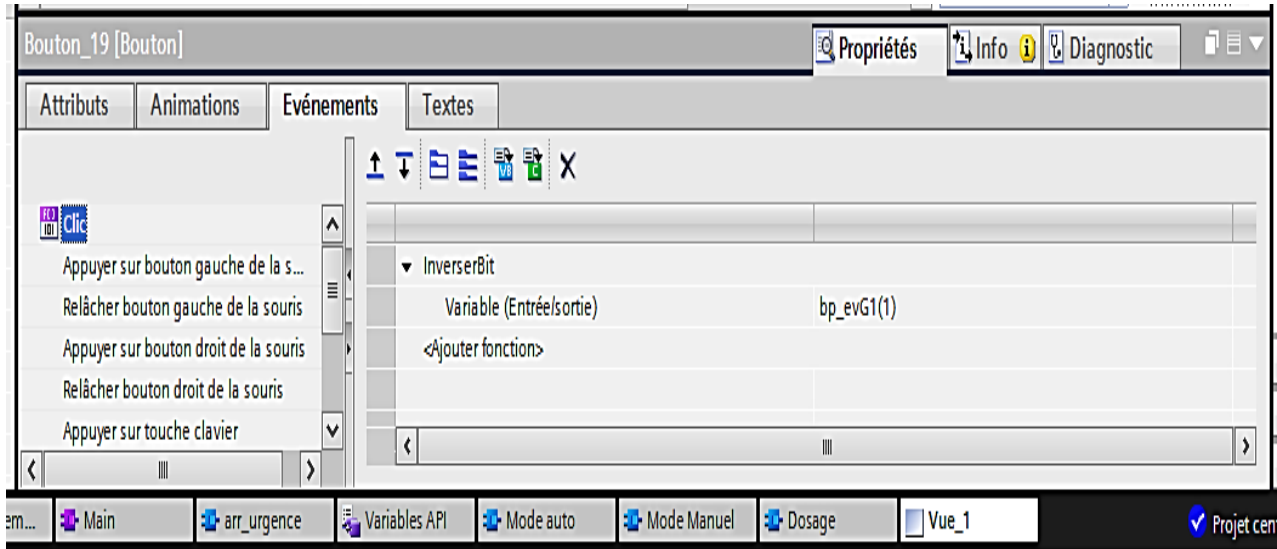 Bouton_19 [Bouton]
Propriétés
Info
Diagnostic
Attributs
Animations
Evénements
Textes
Clic
Appuyer sur bouton gauche de la s...
Relâcher bouton gauche de la souris
Appuyer sur bouton droit de la souris
Relâcher bouton droit de la souris
Appuyer sur touche clavier
InverserBit
Variable (Entrée/sortie) bp_evG1(1)
<Ajouter fonction>
em...
Main
arr_urgence
Variables API
Mode auto
Mode Manuel
Dosage
Vue_1
Projet cen